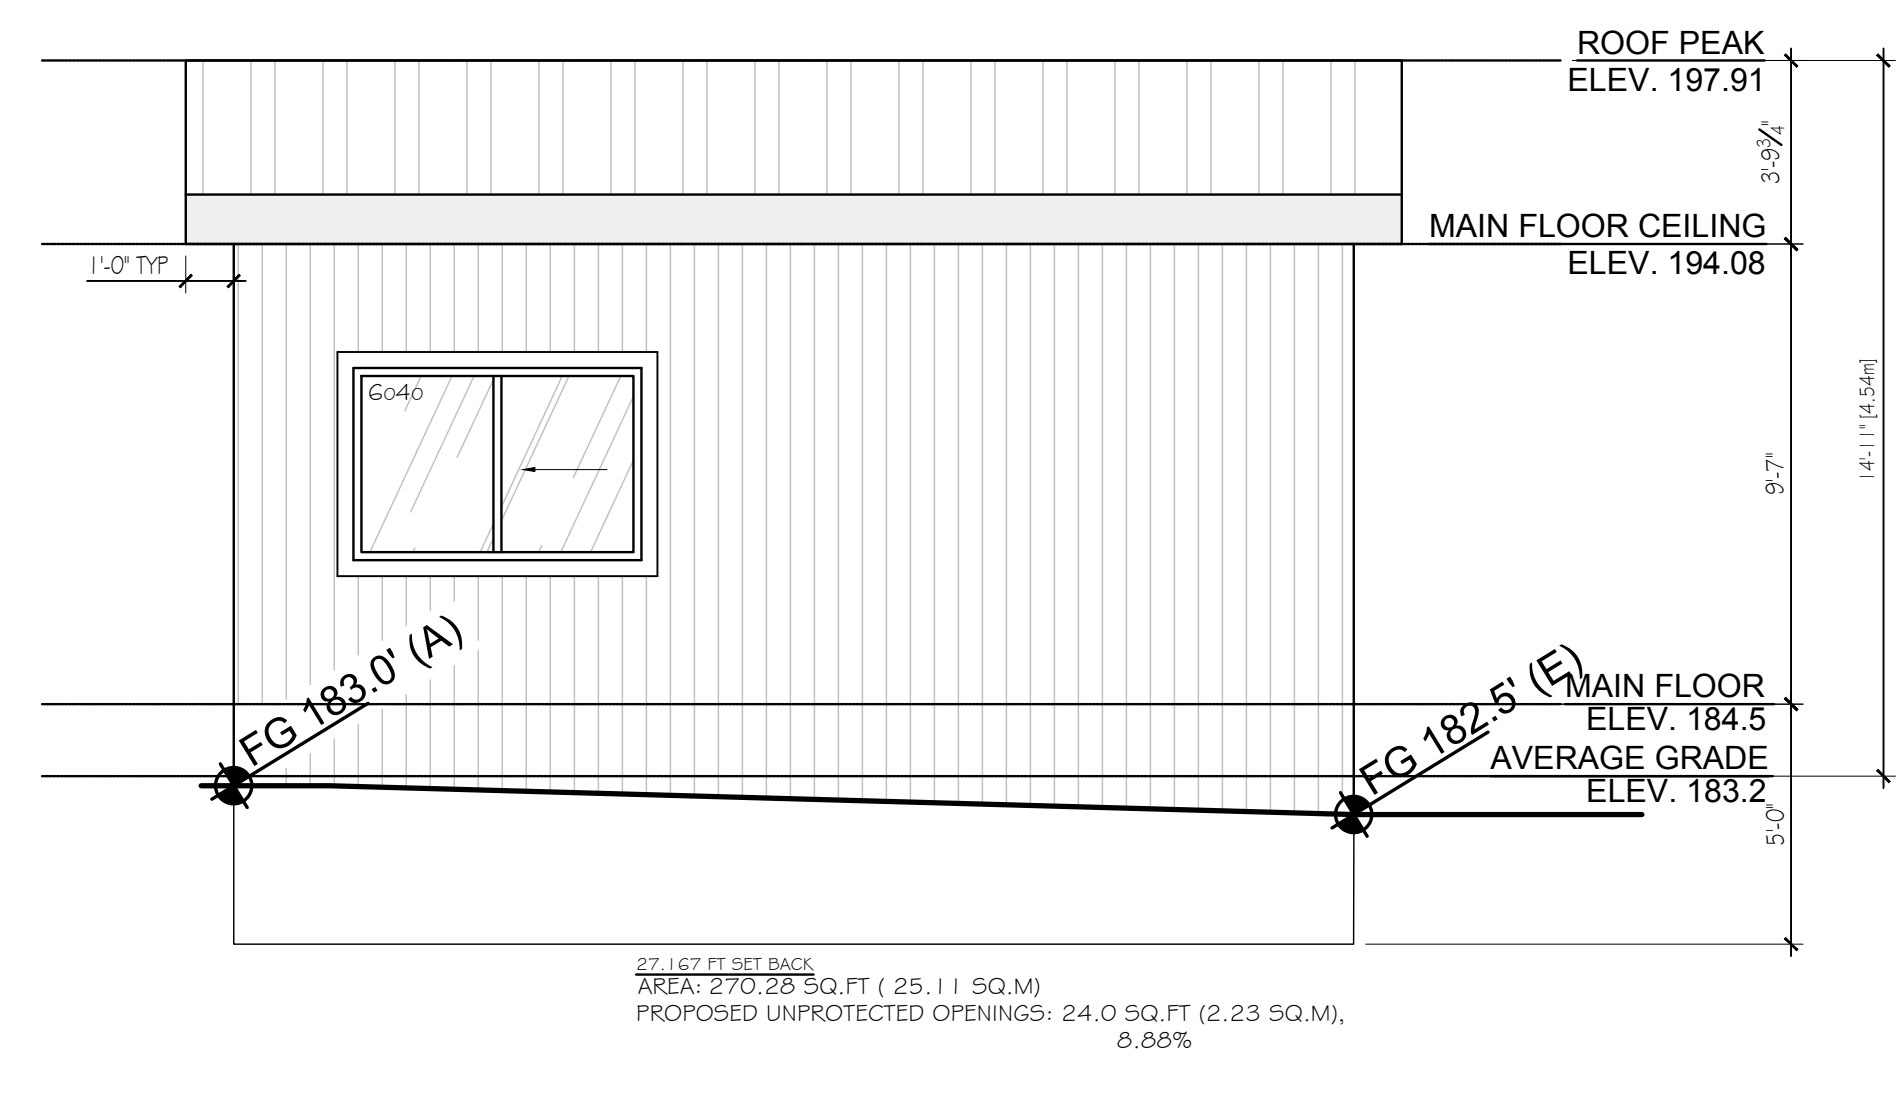 ROOF PEAK
ELEV. 197.91
3'-9¾"
MAIN FLOOR CEILING
ELEV. 194.08
1'-0" TYP
6040
14'-11" [4.54m]
9'-7"
FG 183.0' (A)
FG 182.5' (E)
MAIN FLOOR
ELEV. 184.5
AVERAGE GRADE
ELEV. 183.2
5'-0"
27.167 FT SET BACK
AREA: 270.28 SQ.FT ( 25.11 SQ.M)
PROPOSED UNPROTECTED OPENINGS: 24.0 SQ.FT (2.23 SQ.M),
8.88%